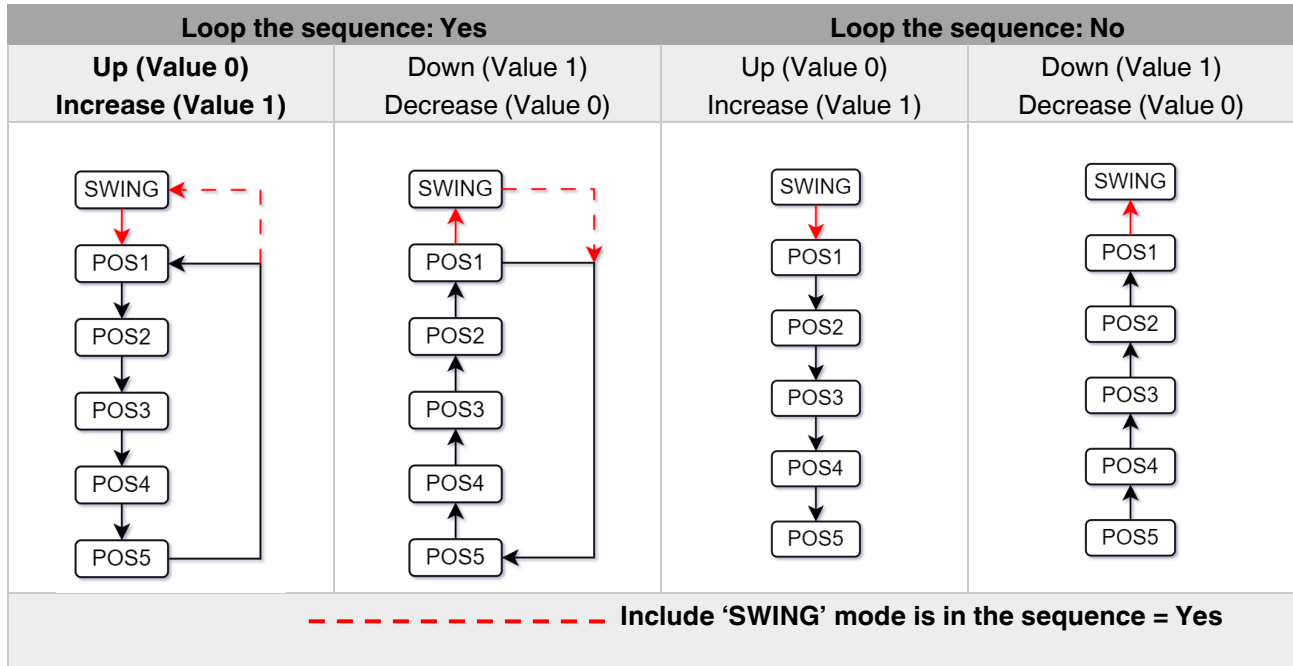 Loop the sequence: Yes
Loop the sequence: No
Up (Value 0)
Increase (Value 1)
Down (Value 1)
Decrease (Value 0)
Up (Value 0)
Increase (Value 1)
Down (Value 1)
Decrease (Value 0)
SWING
POS1
POS2
POS3
POS4
POS5
SWING
POS1
POS2
POS3
POS4
POS5
SWING
POS1
POS2
POS3
POS4
POS5
SWING
POS1
POS2
POS3
POS4
POS5
Include ‘SWING’ mode is in the sequence = Yes